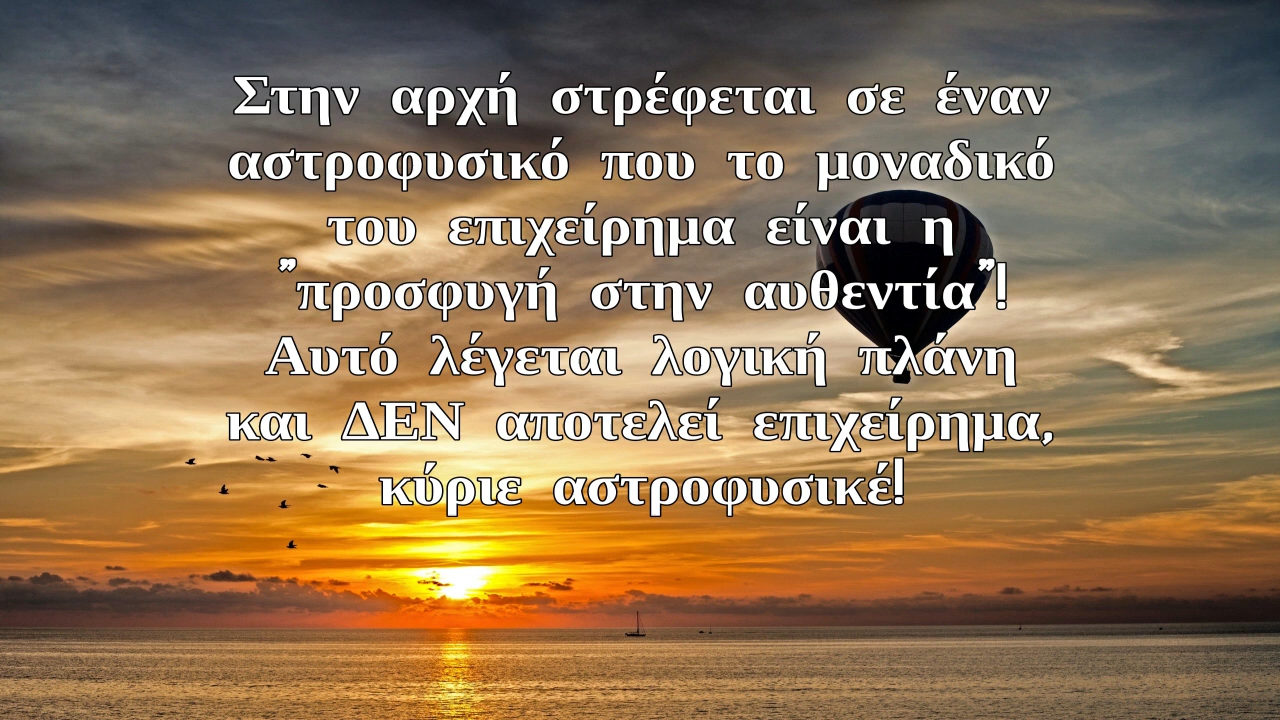 Στην αρχή στρέφεται σε έναν
αστροφυσικό που το μοναδικό
του επιχείρημα είναι η
"προσφυγή στην αυθεντία"!
Αυτό λέγεται λογική πλάνη
και ΔΕΝ αποτελεί επιχείρημα,
κύριε αστροφυσικέ!